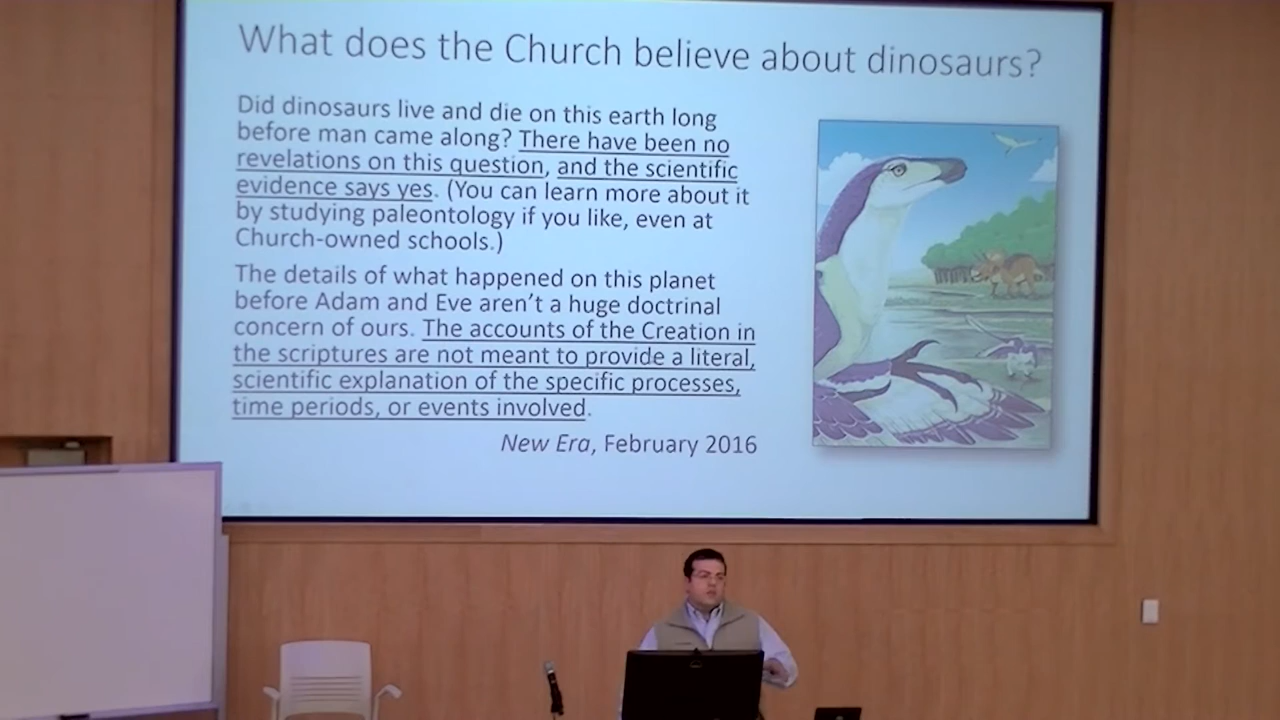 What does the Church believe about dinosaurs?
Did dinosaurs live and die on this earth long
before man came along? There have been no
revelations on this question, and the scientific
evidence says yes. (You can learn more about it
by studying paleontology if you like, even at
Church-owned schools.)
The details of what happened on this planet
before Adam and Eve aren't a huge doctrinal
concern of ours. The accounts of the Creation in
the scriptures are not meant to provide a literal,
scientific explanation of the specific processes,
time periods, or events involved.
New Era, February 2016